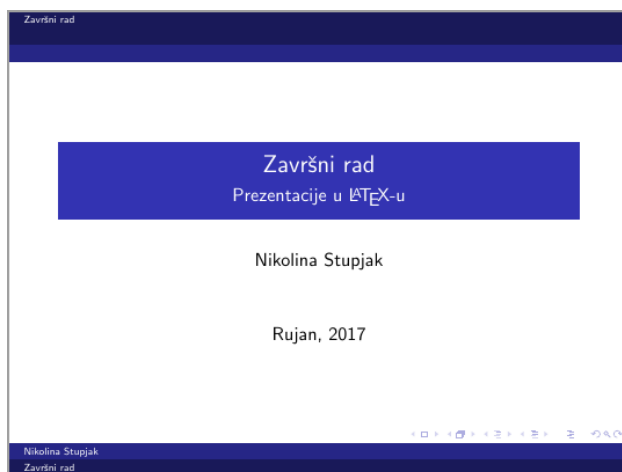 Završni rad
Završni rad
Prezentacije u LATEX-u
Nikolina Stupjak
Rujan, 2017
Nikolina Stupjak
Završni rad